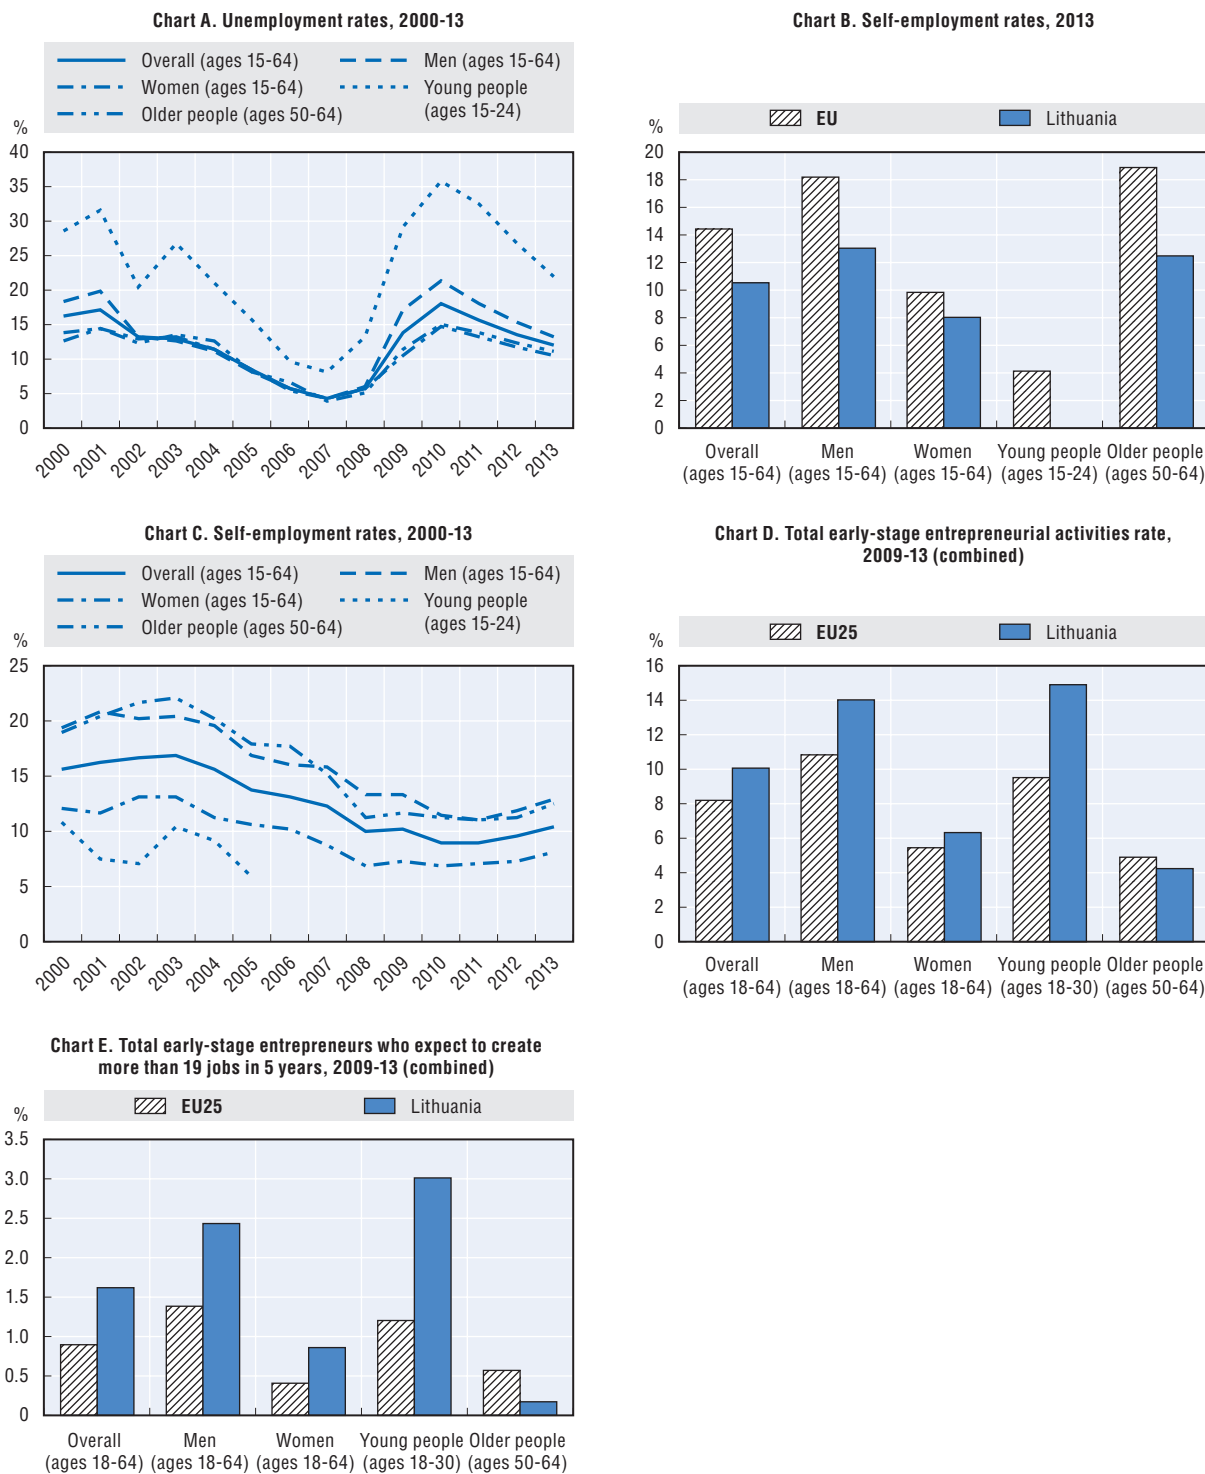 Chart A. Unemployment rates, 2000-13
Overall (ages 15-64)
Men (ages 15-64)
Women (ages 15-64)
Young people
(ages 15-24)
Older people (ages 50-64)
%
40
35
30
25
20
15
10
5
0
2000
2001
2002
2003
2004
2005
2006
2007
2008
2009
2010
2011
2012
2013
Chart B. Self-employment rates, 2013
EU
Lithuania
%
20
18
16
14
12
10
8
6
4
2
0
Overall
(ages 15-64)
Men
(ages 15-64)
Women
(ages 15-64)
Young people
(ages 15-24)
Older people
(ages 50-64)
Chart C. Self-employment rates, 2000-13
Overall (ages 15-64)
Men (ages 15-64)
Women (ages 15-64)
Young people
(ages 15-24)
Older people (ages 50-64)
%
25
20
15
10
5
0
2000
2001
2002
2003
2004
2005
2006
2007
2008
2009
2010
2011
2012
2013
Chart D. Total early-stage entrepreneurial activities rate,
2009-13 (combined)
EU25
Lithuania
%
16
14
12
10
8
6
4
2
0
Overall
(ages 18-64)
Men
(ages 18-64)
Women
(ages 18-64)
Young people
(ages 18-30)
Older people
(ages 50-64)
Chart E. Total early-stage entrepreneurs who expect to create
more than 19 jobs in 5 years, 2009-13 (combined)
EU25
Lithuania
%
3.5
3.0
2.5
2.0
1.5
1.0
0.5
0
Overall
(ages 18-64)
Men
(ages 18-64)
Women
(ages 18-64)
Young people
(ages 18-30)
Older people
(ages 50-64)